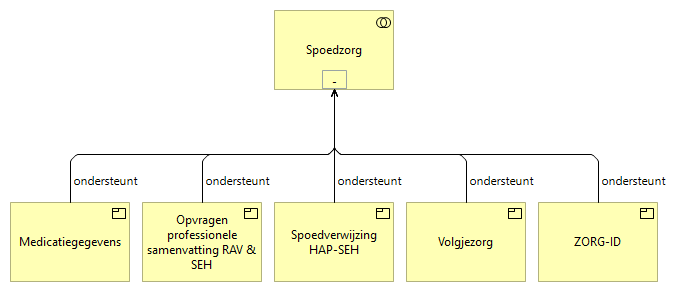 Spoedzorg
-
ondersteunt
ondersteunt
ondersteunt
ondersteunt
ondersteunt
Medicatiegegevens
Opvragen
professionele
samenvatting RAV &
SEH
Spoedverwijzing
HAP-SEH
Volgjezorg
ZORG-ID